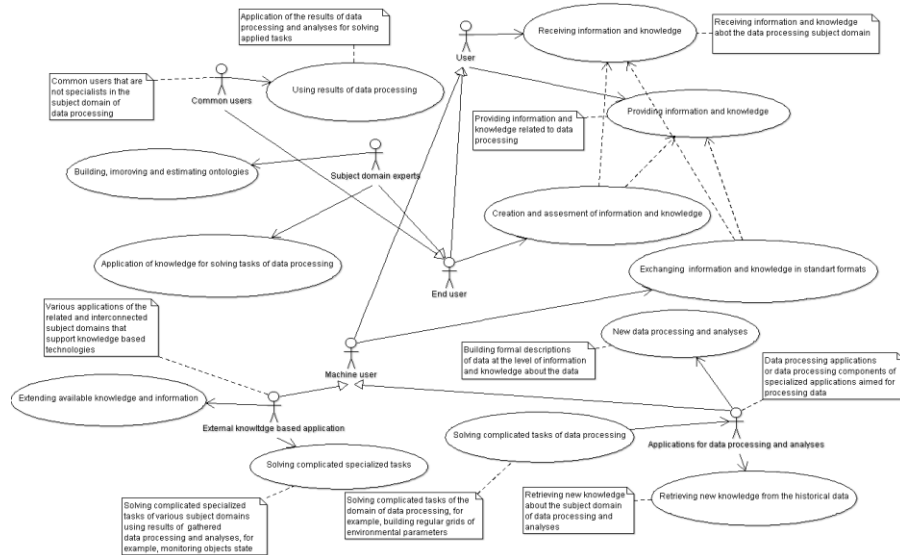 Application of the results of data
processing and analyses for solving
applied tasks
Receiving information and knowledge
Receiving information and knowledge
abot the data processing subject domain
User
Common users that are
not specialists in the
subject domain of
data processing
Common users
Using results of data processing
Providing information and
knowledge related to data
processing
Providing information and knowledge
Building, imoroving and estimating ontologies
Subject domain experts
Creation and assesment of information and knowledge
Application of knowledge for solving tasks of data processing
End user
Exchanging information and knowledge in standart formats
Various applications of the
related and interconnected
subject domains that
support knowledge based
technologies
New data processing and analyses
Building formal descriptions
of data at the level of information
and knowledge about the data
Data processing applications
or data processing components of
specialized applications aimed for
processing data
Machine user
Extending available knowledge and information
External knowltdge based application
Solving complicated tasks of data processing
Applications for data processing and analyses
Solving complicated specialized tasks
Solving complicated specialized
tasks of various subject domains
using results of gathered
data processing and analyses, for
example, monitoring objects state
Solving complicated tasks of the
domain of data processing, for
example, building regular grids of
environmental parameters
Retrieving new knowledge
about the subject domain
of data processing and
analyses
Retrieving new knowledge from the historical data